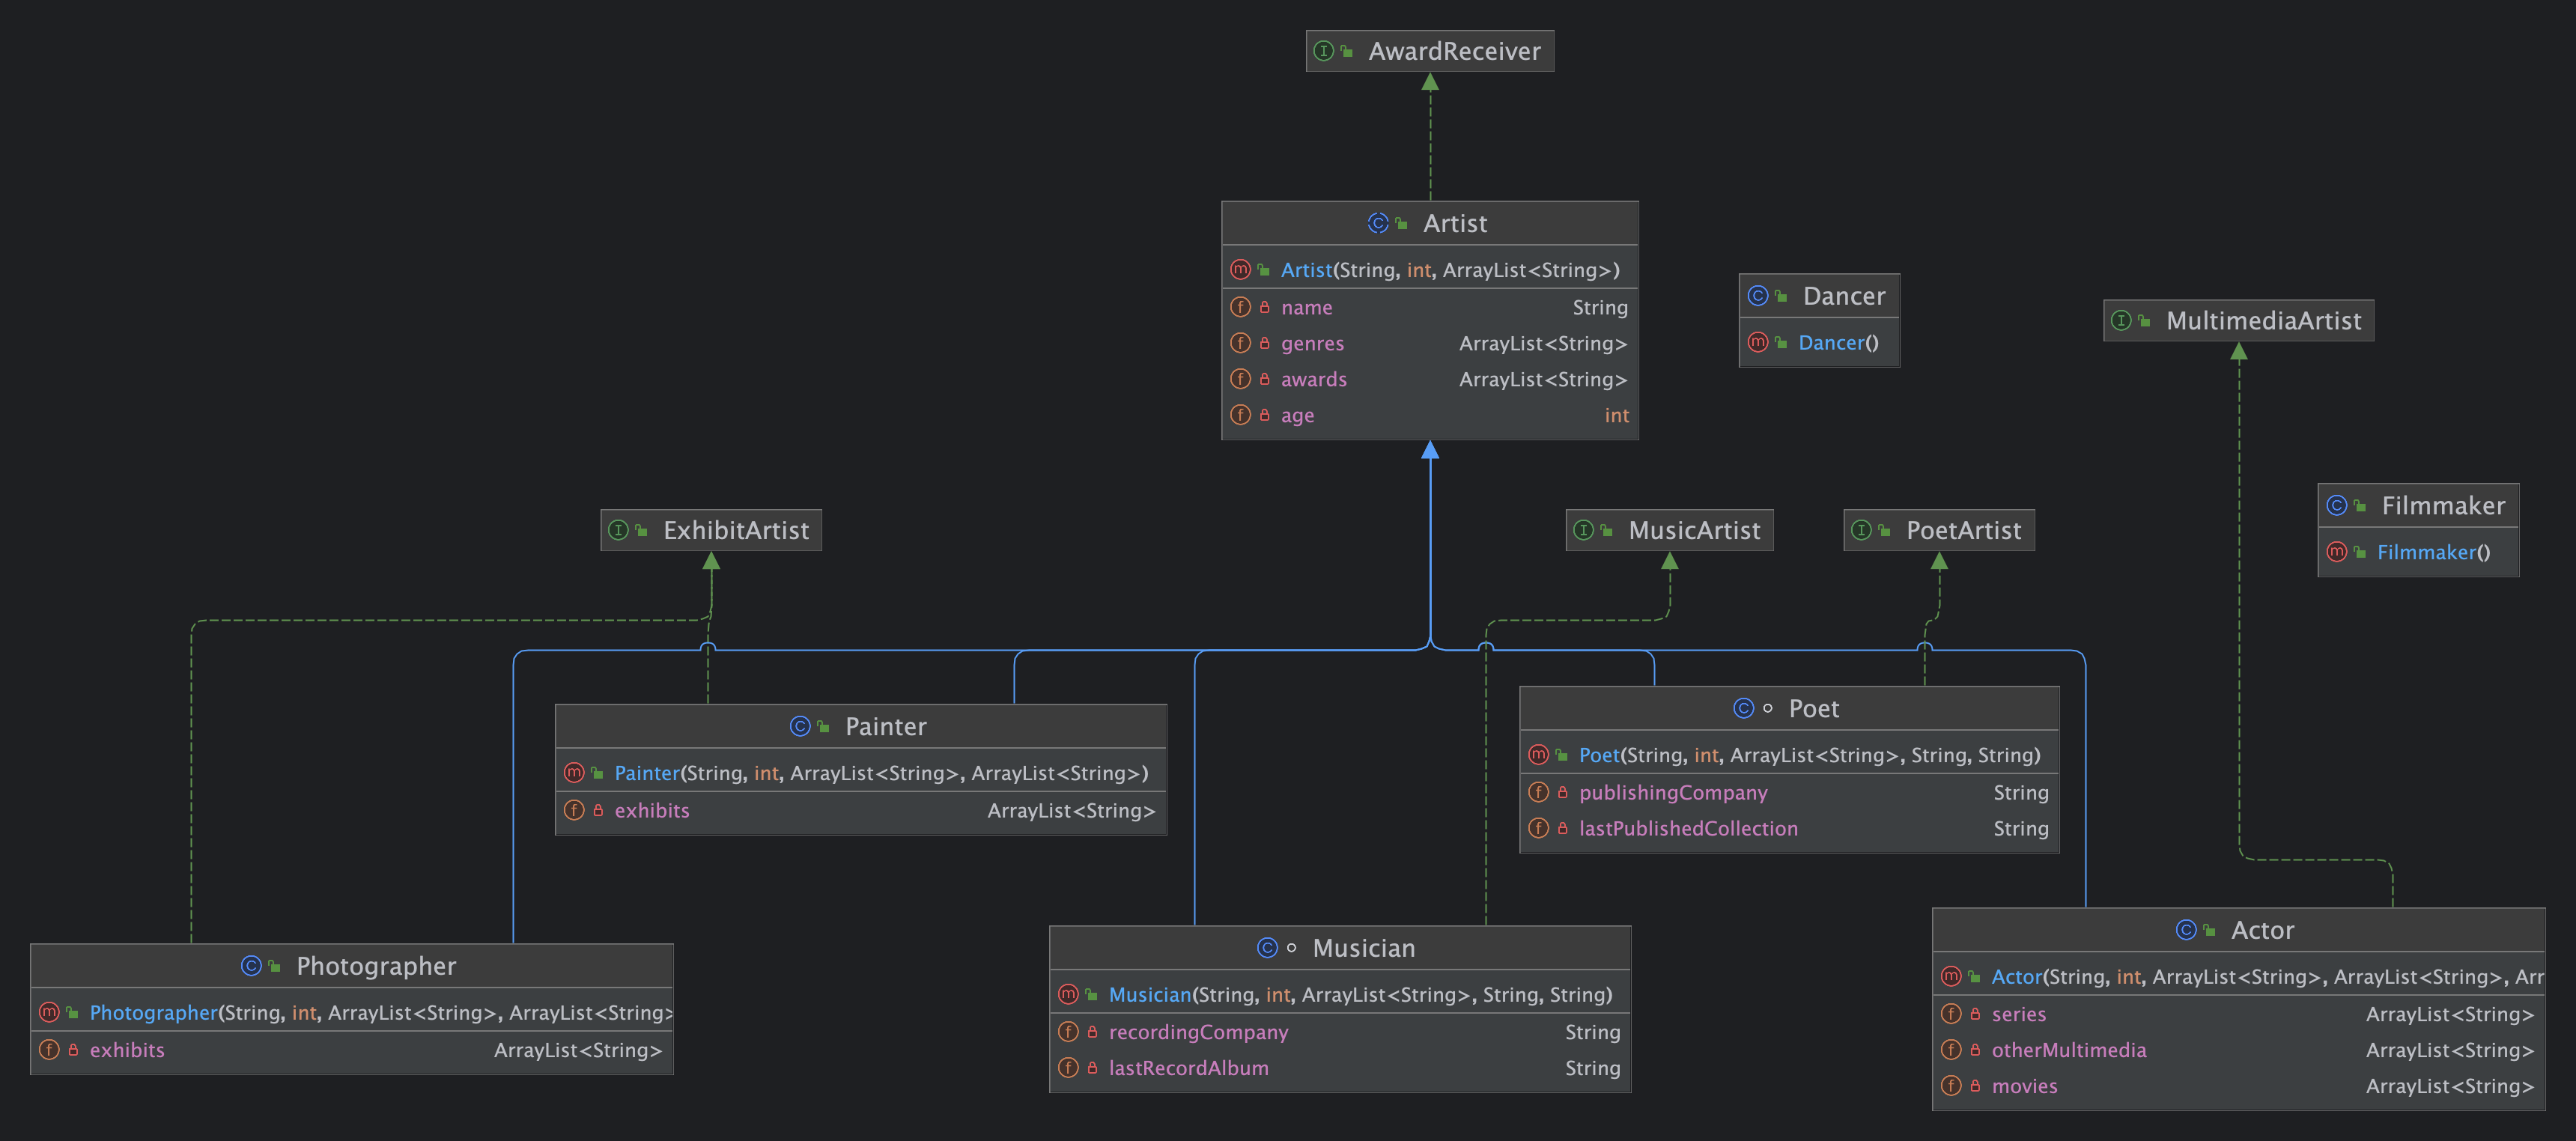 AwardReceiver
Artist
Artist(String, int, ArrayList<String>)
name String
genres ArrayList<String>
awards ArrayList<String>
age int
Dancer
Dancer()
MultimediaArtist
Filmmaker
Filmmaker()
ExhibitArtist
MusicArtist
PoetArtist
Painter
Painter(String, int, ArrayList<String>, ArrayList<String>)
exhibits ArrayList<String>
Poet
Poet(String, int, ArrayList<String>, String, String)
publishingCompany String
lastPublishedCollection String
Photographer
Photographer(String, int, ArrayList<String>, ArrayList<String>
exhibits ArrayList<String>
Musician
Musician(String, int, ArrayList<String>, String, String)
recordingCompany String
lastRecordAlbum String
Actor
Actor(String, int, ArrayList<String>, ArrayList<String>, Arr
series ArrayList<String>
otherMultimedia ArrayList<String>
movies ArrayList<String>